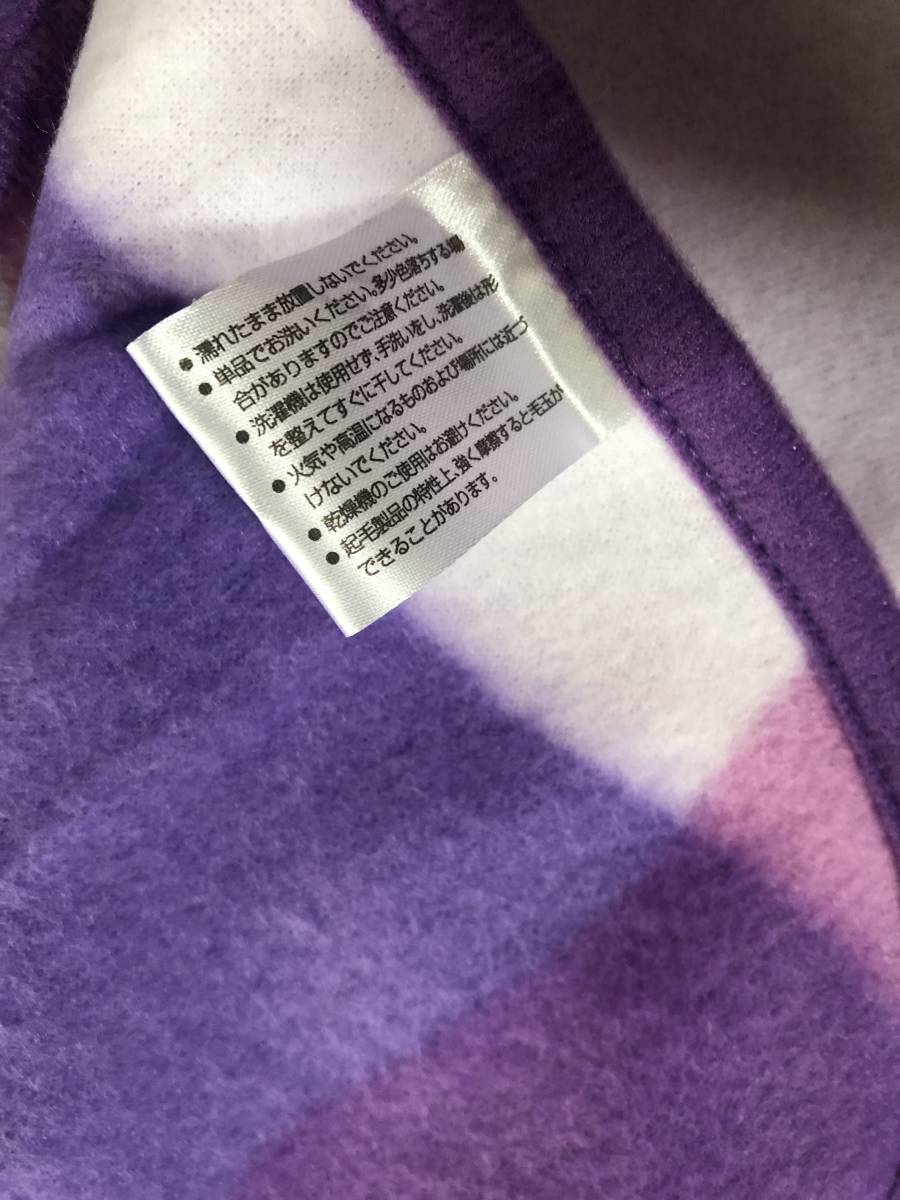 ●濡れたまま放置しないでください。
●単品でお洗いください。多少色落ちする場
合がありますのでご注意ください。
●洗濯機は使用せず、手洗いをし、洗濯後は形
を整えてすぐに干してください。
●火気や高温になるものおよび場所には近づ
けないでください。
●乾燥機のご使用はお避けください。
●起毛製品の特性上、強く摩擦すると毛玉が
できることがあります。